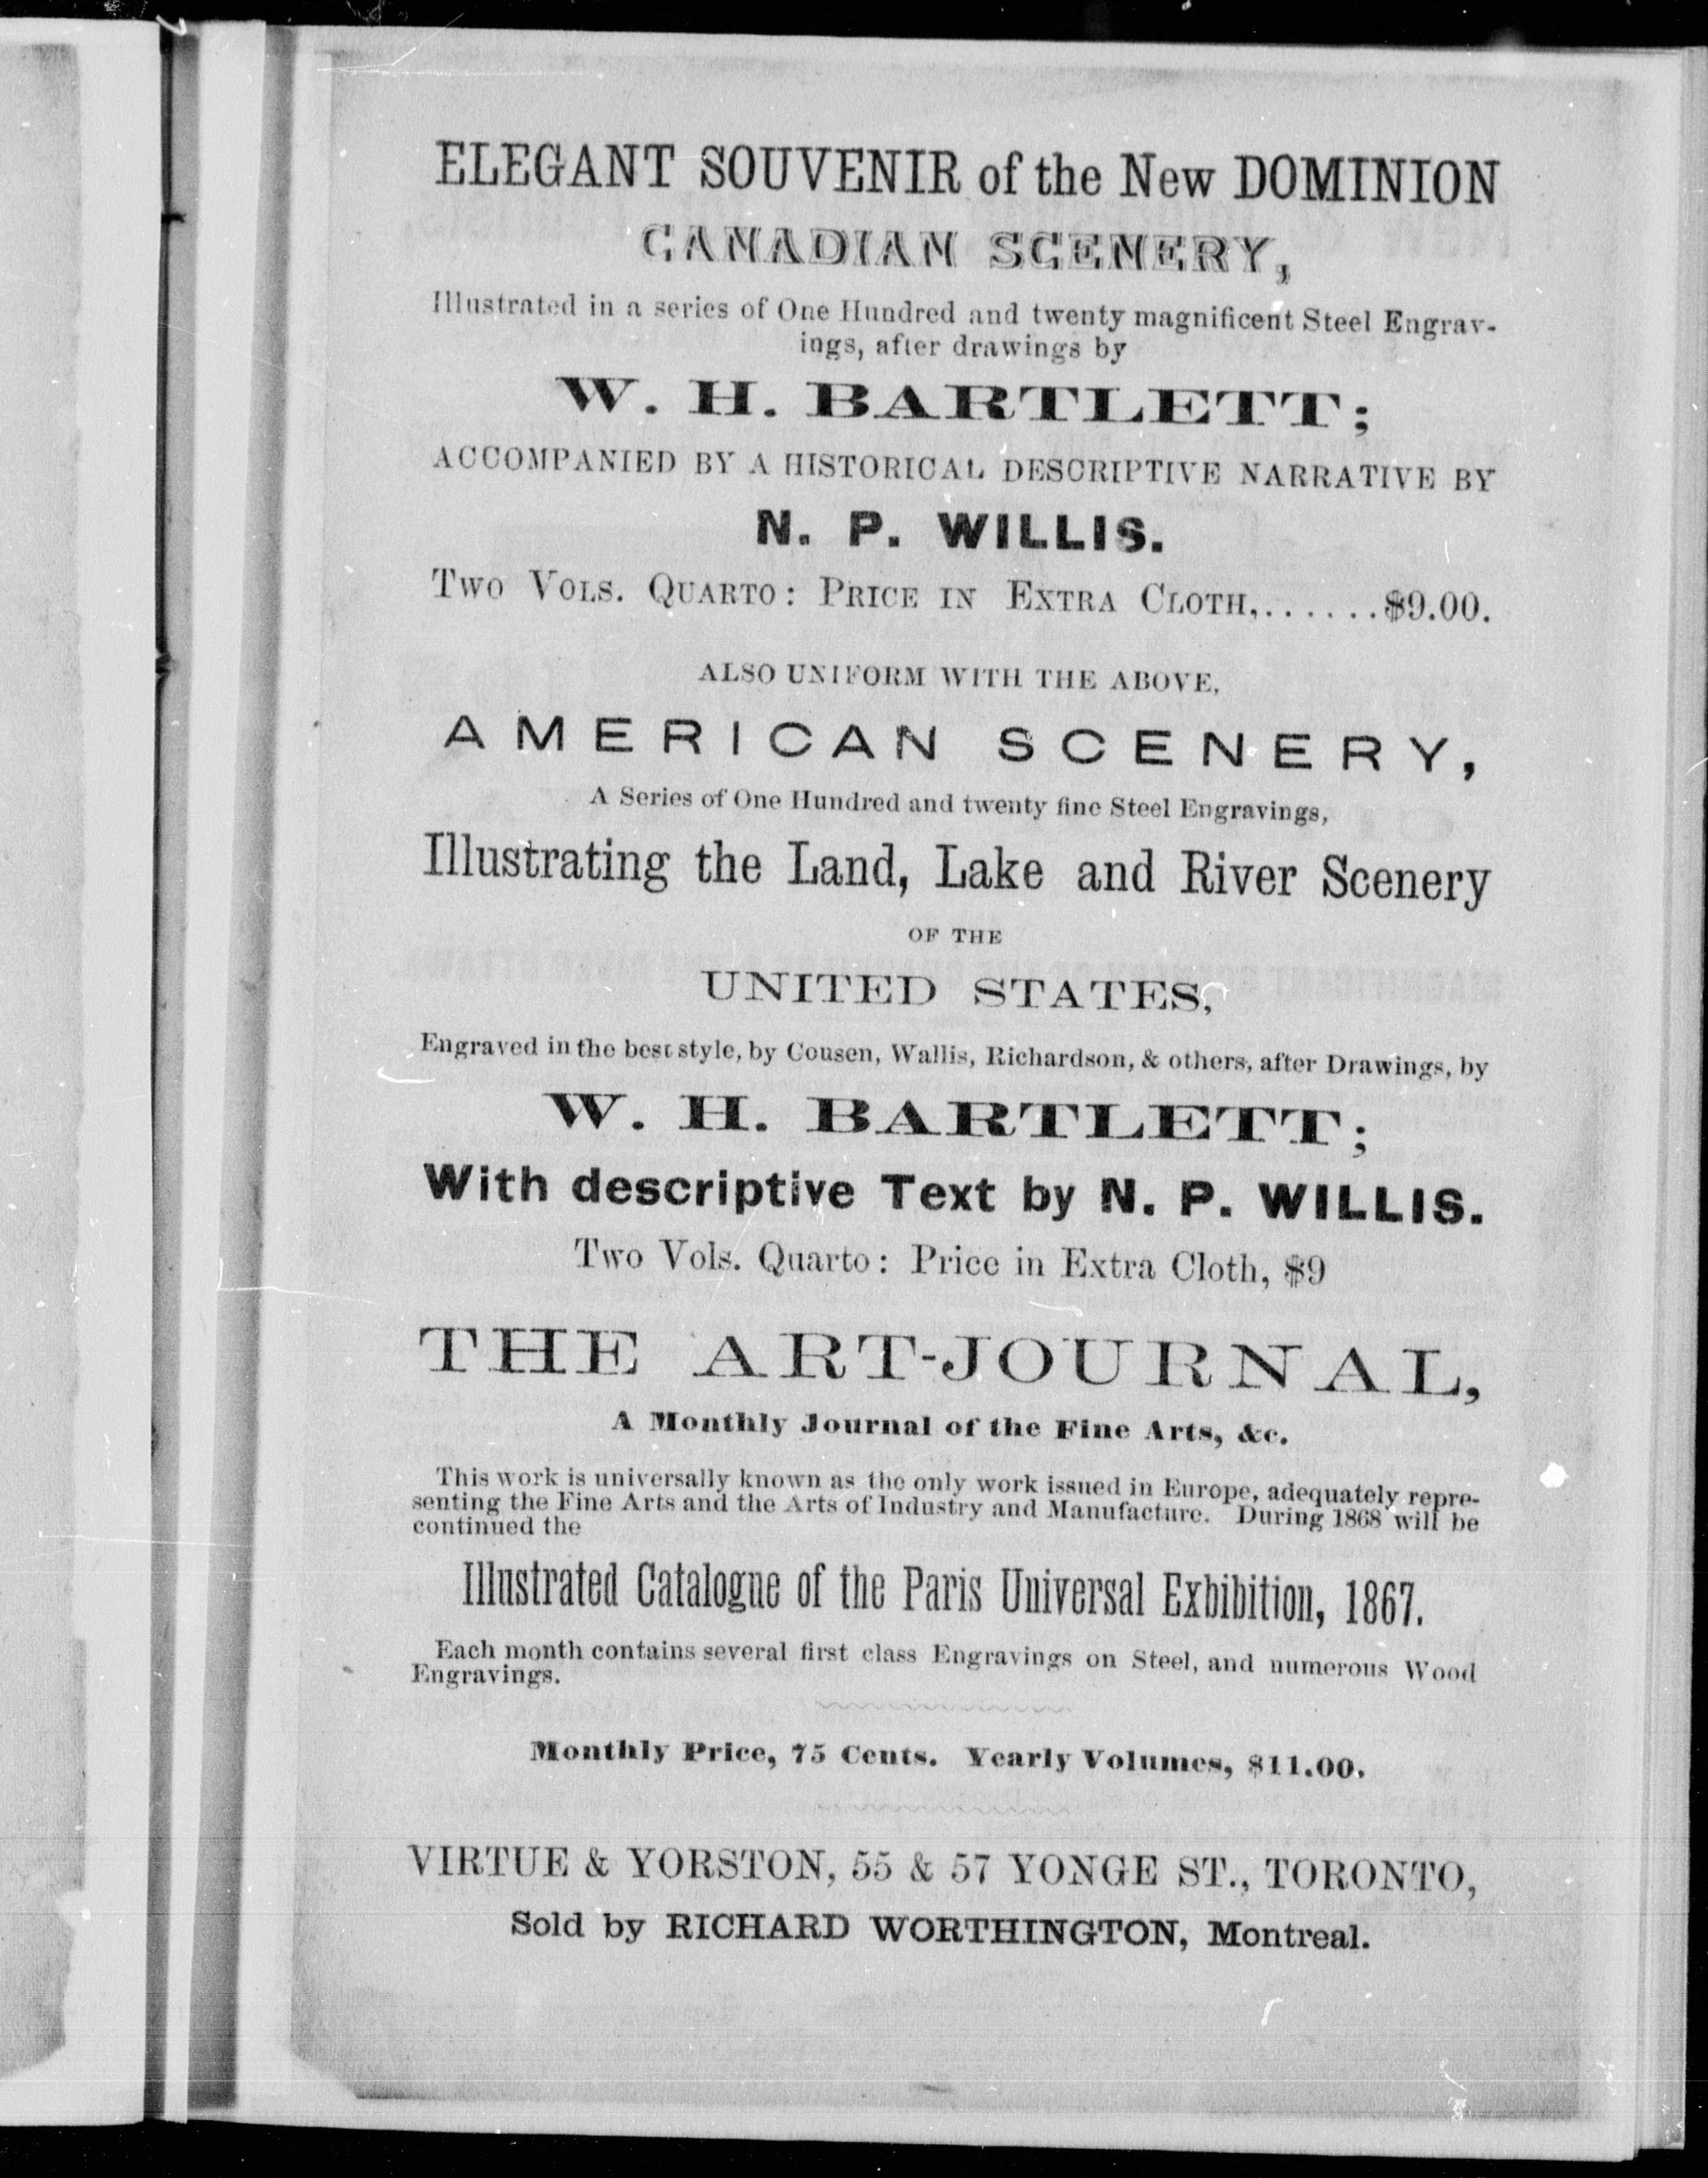 ELEGANT SOUVENIR of the New DOMINION
CANADIAN SCENERY,
Illustrated in a series of One Hundred and twenty magnificent Steel Engrav-
ings, after drawings by
W. H. BARTLETT;
ACCOMPANIED BY A HISTORICAL DESCRIPTIVE NARRATIVE BY
N. P. WILLIS.
TWO VOLS. QUARTO: PRICE IN EXTRA CLOTH,.......$9.00.
ALSO UNIFORM WITH THE ABOVE,
AMERICAN SCENERY,
A Series of One Hundred and twenty fine Steel Engravings,
Illustrating the Land, Lake and River Scenery
OF THE
UNITED STATES,
Engraved in the best style, by Cousen, Wallis, Richardson, & others, after Drawings, by
W. H. BARTLETT;
With descriptive Text by N. P. WILLIS.
Two Vols. Quarto: Price in Extra Cloth, $9
THE ART-JOURNAL,
A Monthly Journal of the Fine Arts, &c.
This work is universally known as the only work issued in Europe, adequately repre-
senting the Fine Arts and the Arts of Industry and Manufacture. During 1868 will be
continued the
Illustrated Catalogue of the Paris Universal Exhibition, 1867.
Each month contains several first class Engravings on Steel, and numerous Wood
Engravings.
Monthly Price, 75 Cents. Yearly Volumes, $11.00.
VIRTUE & YORSTON, 55 & 57 YONGE ST., TORONTO,
Sold by RICHARD WORTHINGTON, Montreal.